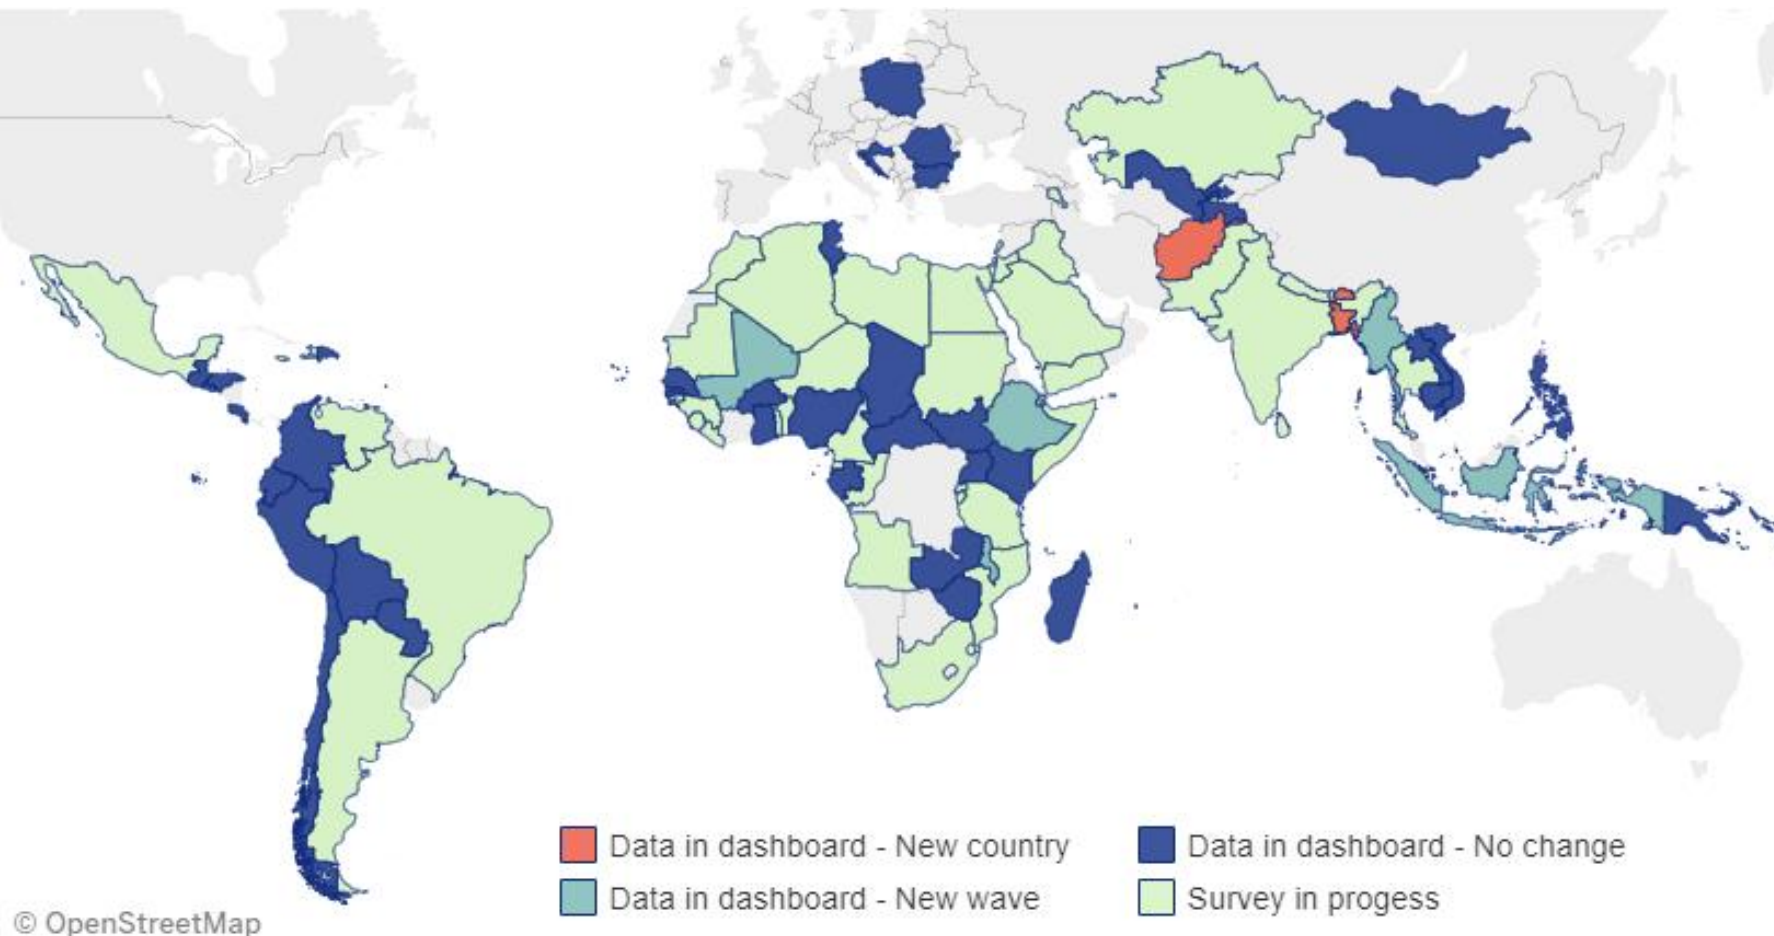 Data in dashboard - New country
Data in dashboard - No change
Data in dashboard - New wave
Survey in progess
© OpenStreetMap